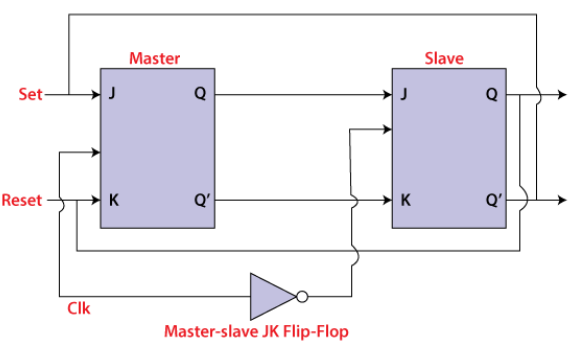 Master
Slave
Set
J
Q
J
Q
Reset
K
Q'
K
Q'
Clk
Master-slave JK Flip-Flop